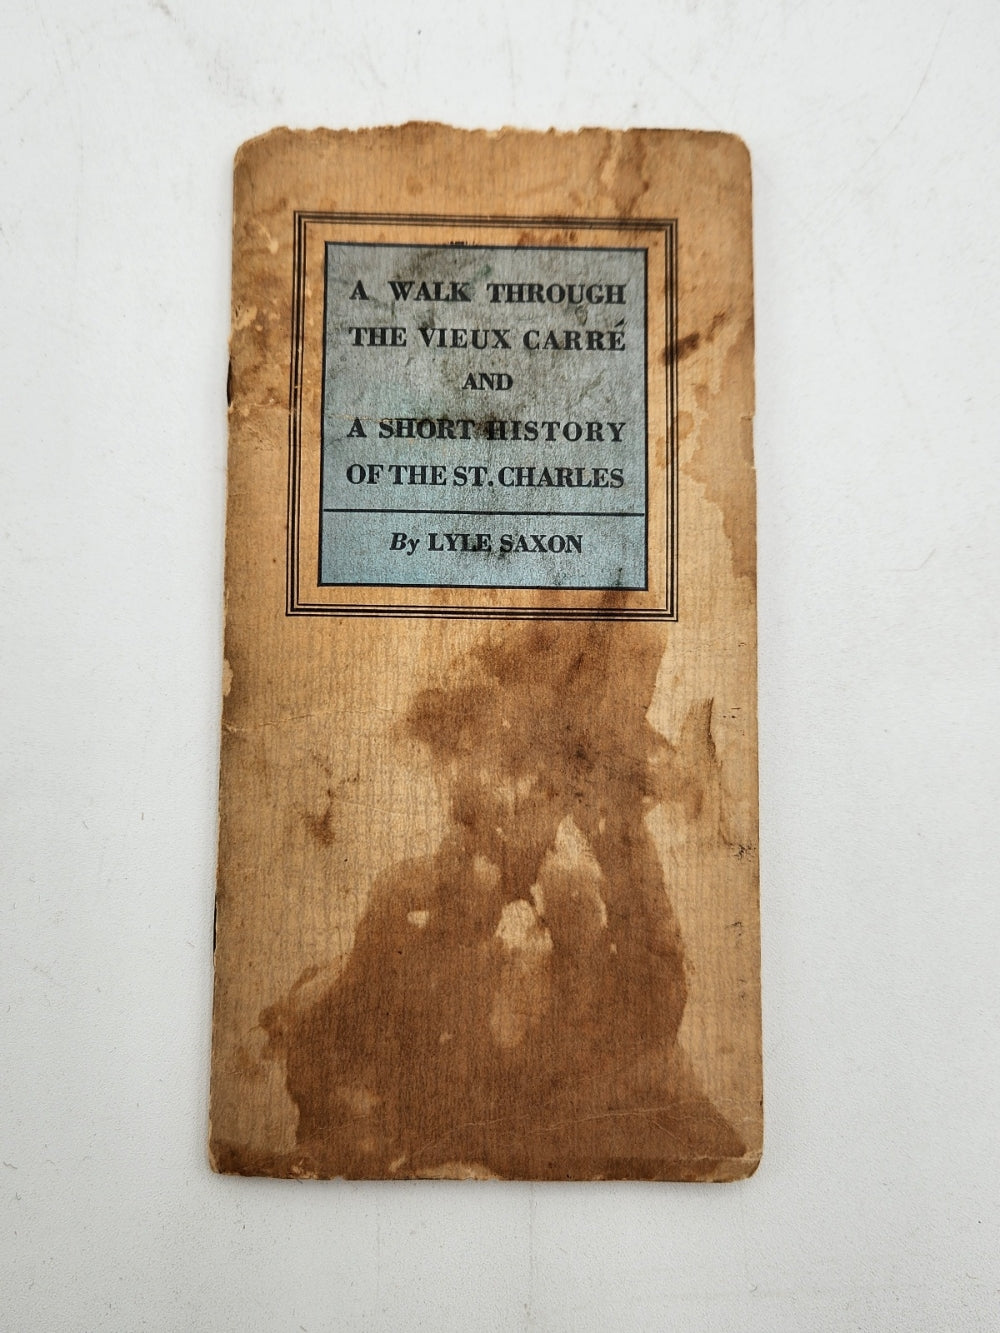 A WALK THROUGH
THE VIEUX CARRÉ
AND
A SHORT HISTORY
OF THE ST. CHARLES
By LYLE SAXON